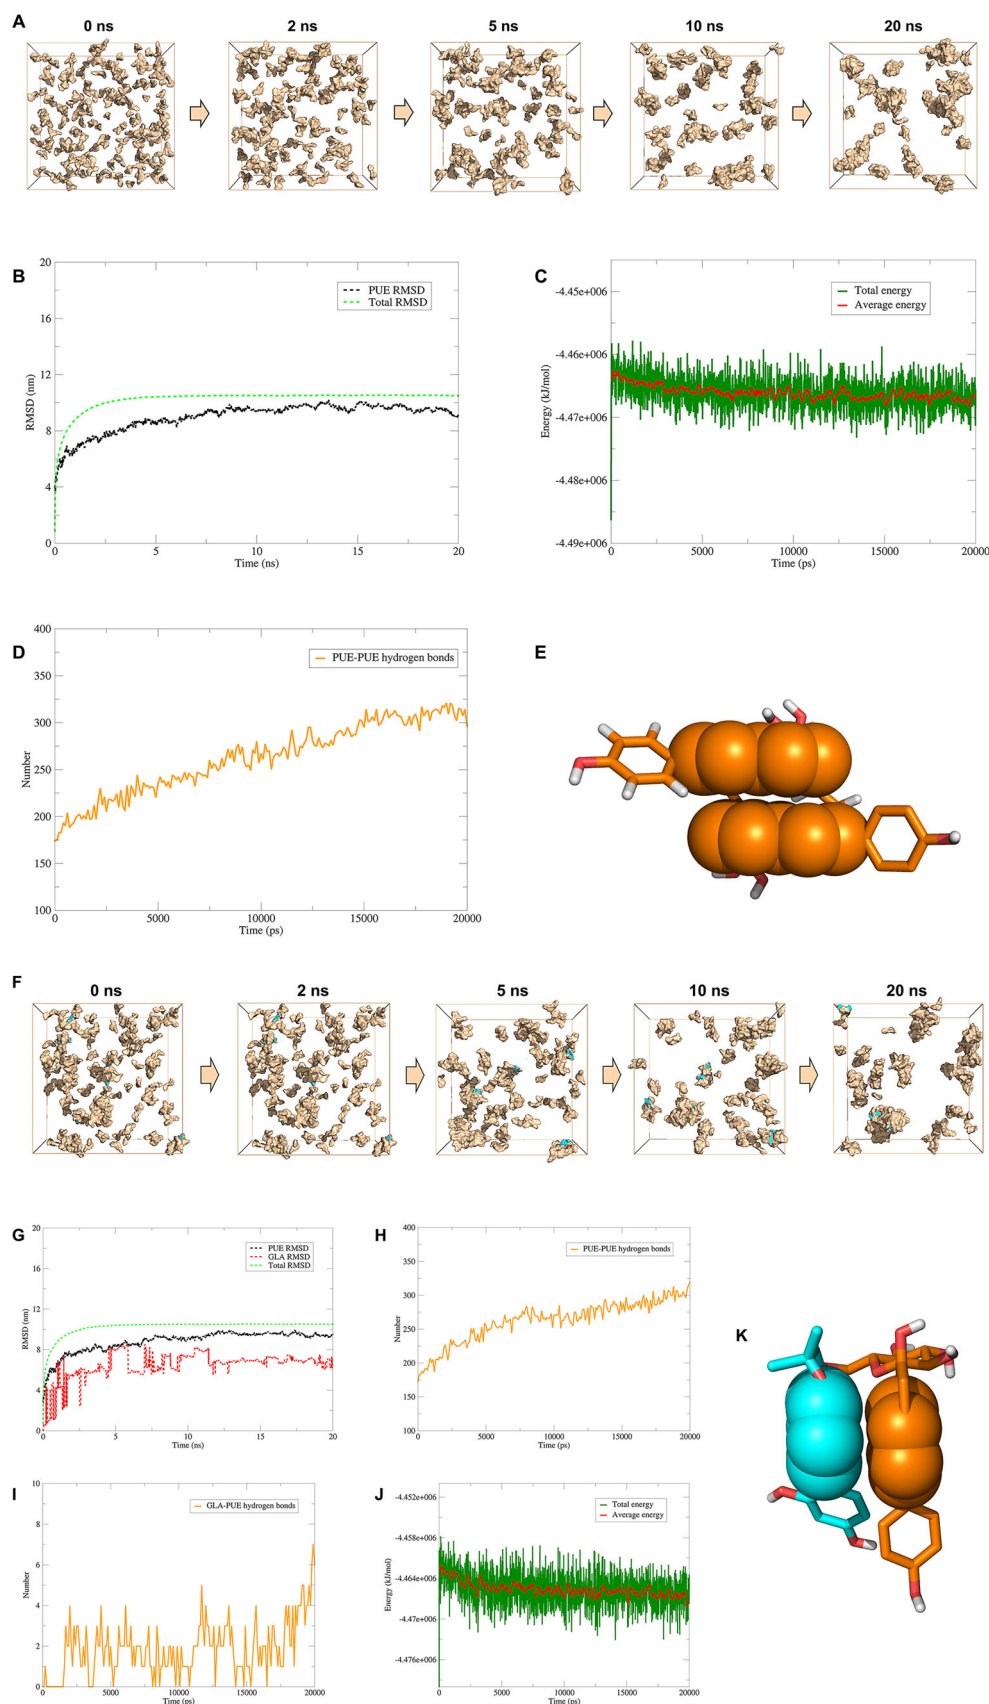 A
0 ns 2 ns 5 ns 10 ns 20 ns
B
20
16
12
8
4
0
RMSD (nm)
PUE RMSD
Total RMSD
0 5 10 15 20
Time (ns)
C
-4.45e+006
-4.46e+006
-4.47e+006
-4.48e+006
-4.49e+006
Energy (kJ/mol)
Total energy
Average energy
0 5000 10000 15000 20000
Time (ps)
D
400
350
300
250
200
150
100
Number
PUE-PUE hydrogen bonds
0 5000 10000 15000 20000
Time (ps)
E
F
0 ns 2 ns 5 ns 10 ns 20 ns
G
20
16
12
8
4
0
RMSD (nm)
PUE RMSD
GLA RMSD
Total RMSD
0 5 10 15 20
Time (ns)
H
400
350
300
250
200
150
100
Number
PUE-PUE hydrogen bonds
0 5000 10000 15000 20000
Time (ps)
I
10
8
6
4
2
0
Number
GLA-PUE hydrogen bonds
0 5000 10000 15000 20000
Time (ps)
J
-4.452e+006
-4.458e+006
-4.464e+006
-4.47e+006
-4.476e+006
Energy (kJ/mol)
Total energy
Average energy
0 5000 10000 15000 20000
Time (ps)
K